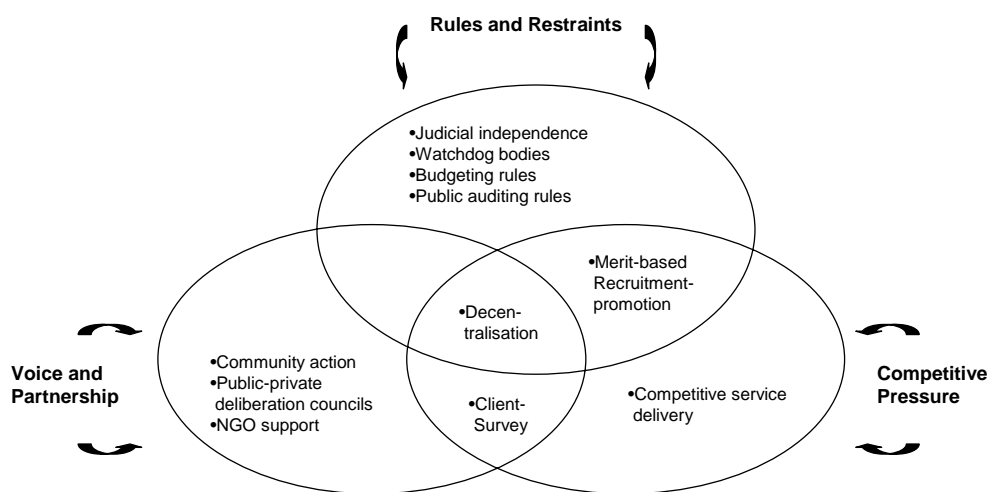 Rules and Restraints
•Judicial independence
•Watchdog bodies
•Budgeting rules
•Public auditing rules
•Merit-based
Recruitment-
promotion
•Decen-
tralisation
Voice and
Partnership
•Community action
•Public-private
deliberation councils
•NGO support
•Client-
Survey
•Competitive service
delivery
Competitive
Pressure